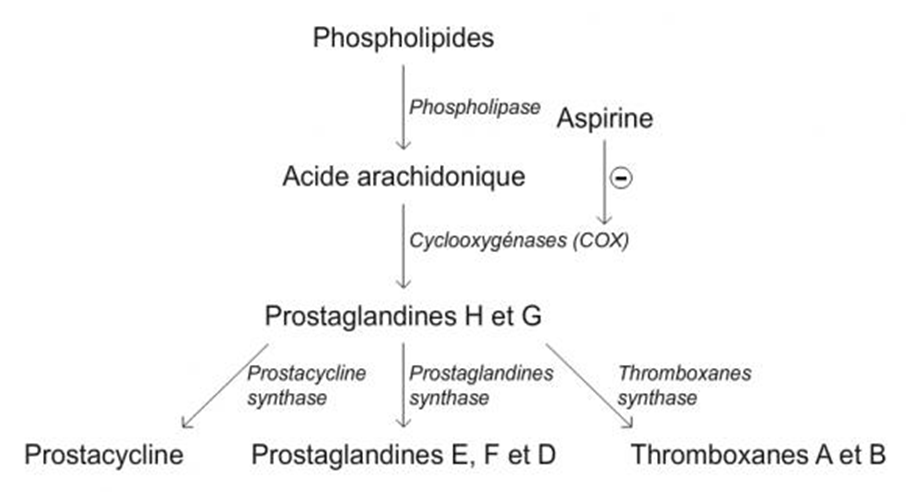 Phospholipides
Phospholipase
Aspirine
Acide arachidonique
−
Cyclooxygénases (COX)
Prostaglandines H et G
Prostacycline
synthase
Prostaglandines
synthase
Thromboxanes
synthase
Prostacycline
Prostaglandines E, F et D
Thromboxanes A et B